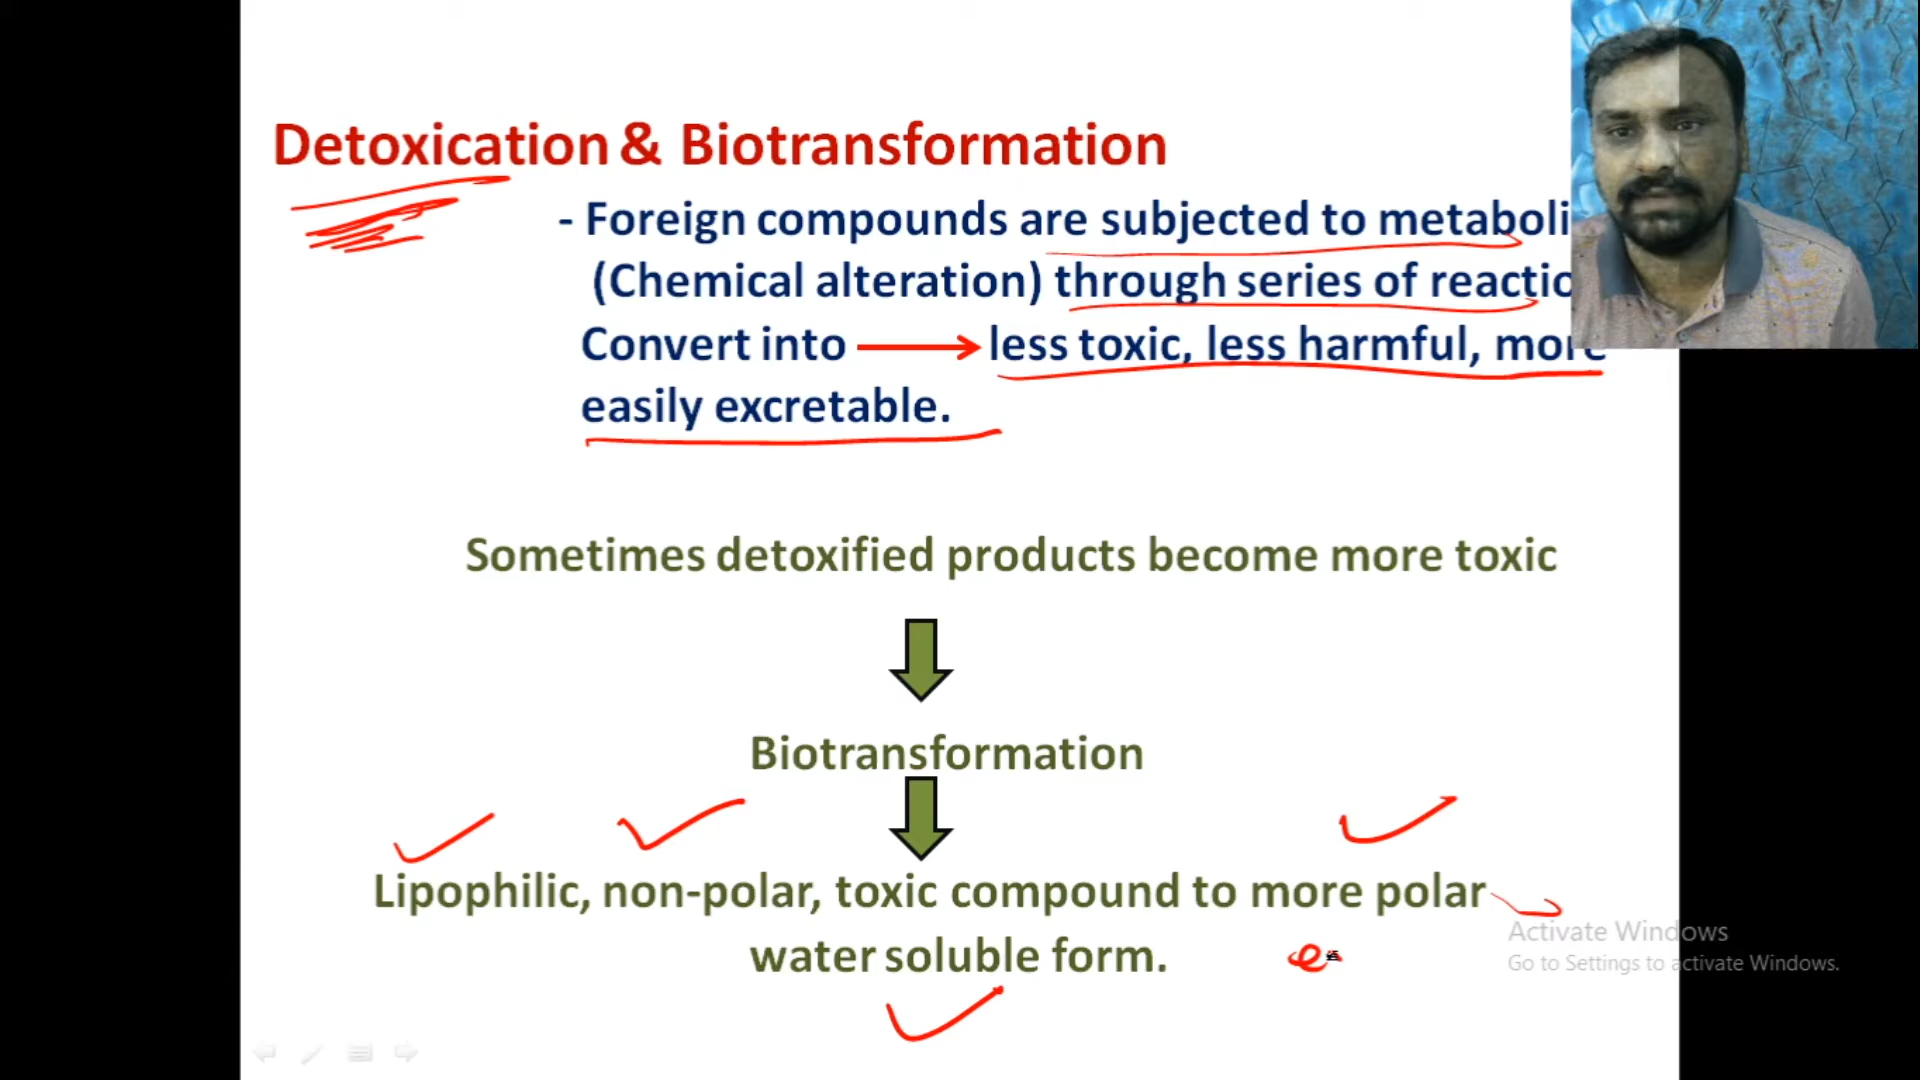 Detoxication & Biotransformation
- Foreign compounds are subjected to metaboli
(Chemical alteration) through series of reactio
Convert into → less toxic, less harmful, more
easily excretable.
Sometimes detoxified products become more toxic
Biotransformation
Lipophilic, non-polar, toxic compound to more polar
water soluble form.
e
Activate Windows
Go to Settings to activate Windows.